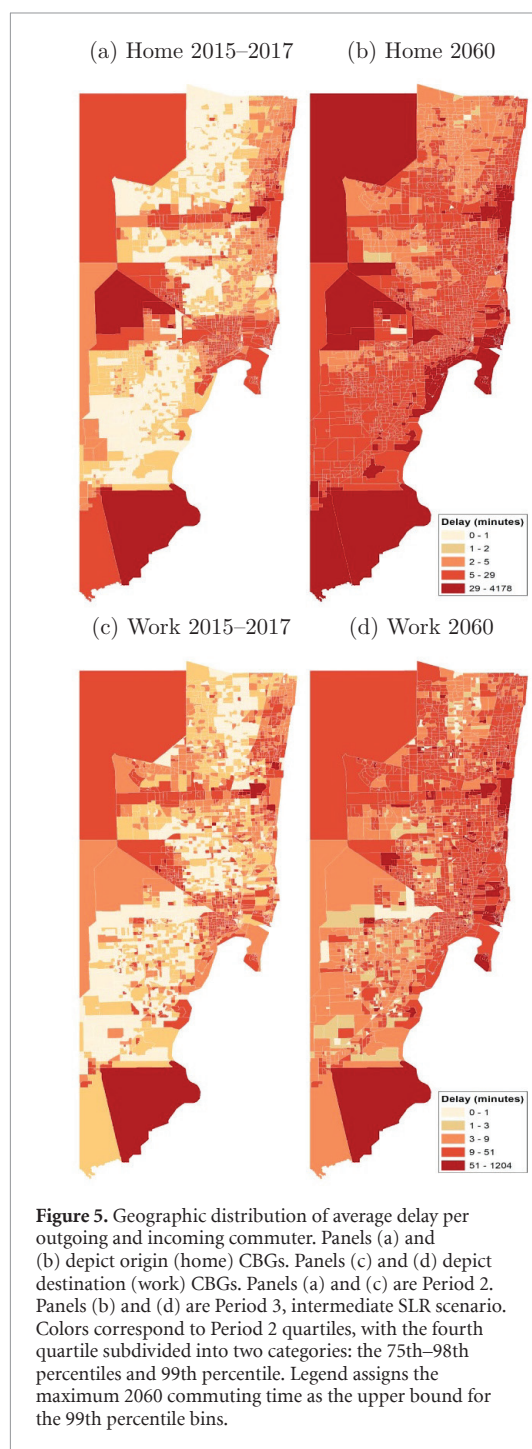 (a) Home 2015–2017
(b) Home 2060
Delay (minutes)
0 - 1
1 - 2
2 - 5
5 - 29
29 - 4178
(c) Work 2015–2017
(d) Work 2060
Delay (minutes)
0 - 1
1 - 3
3 - 9
9 - 51
51 - 1204
Figure 5. Geographic distribution of average delay per
outgoing and incoming commuter. Panels (a) and
(b) depict origin (home) CBGs. Panels (c) and (d) depict
destination (work) CBGs. Panels (a) and (c) are Period 2.
Panels (b) and (d) are Period 3, intermediate SLR scenario.
Colors correspond to Period 2 quartiles, with the fourth
quartile subdivided into two categories: the 75th–98th
percentiles and 99th percentile. Legend assigns the
maximum 2060 commuting time as the upper bound for
the 99th percentile bins.